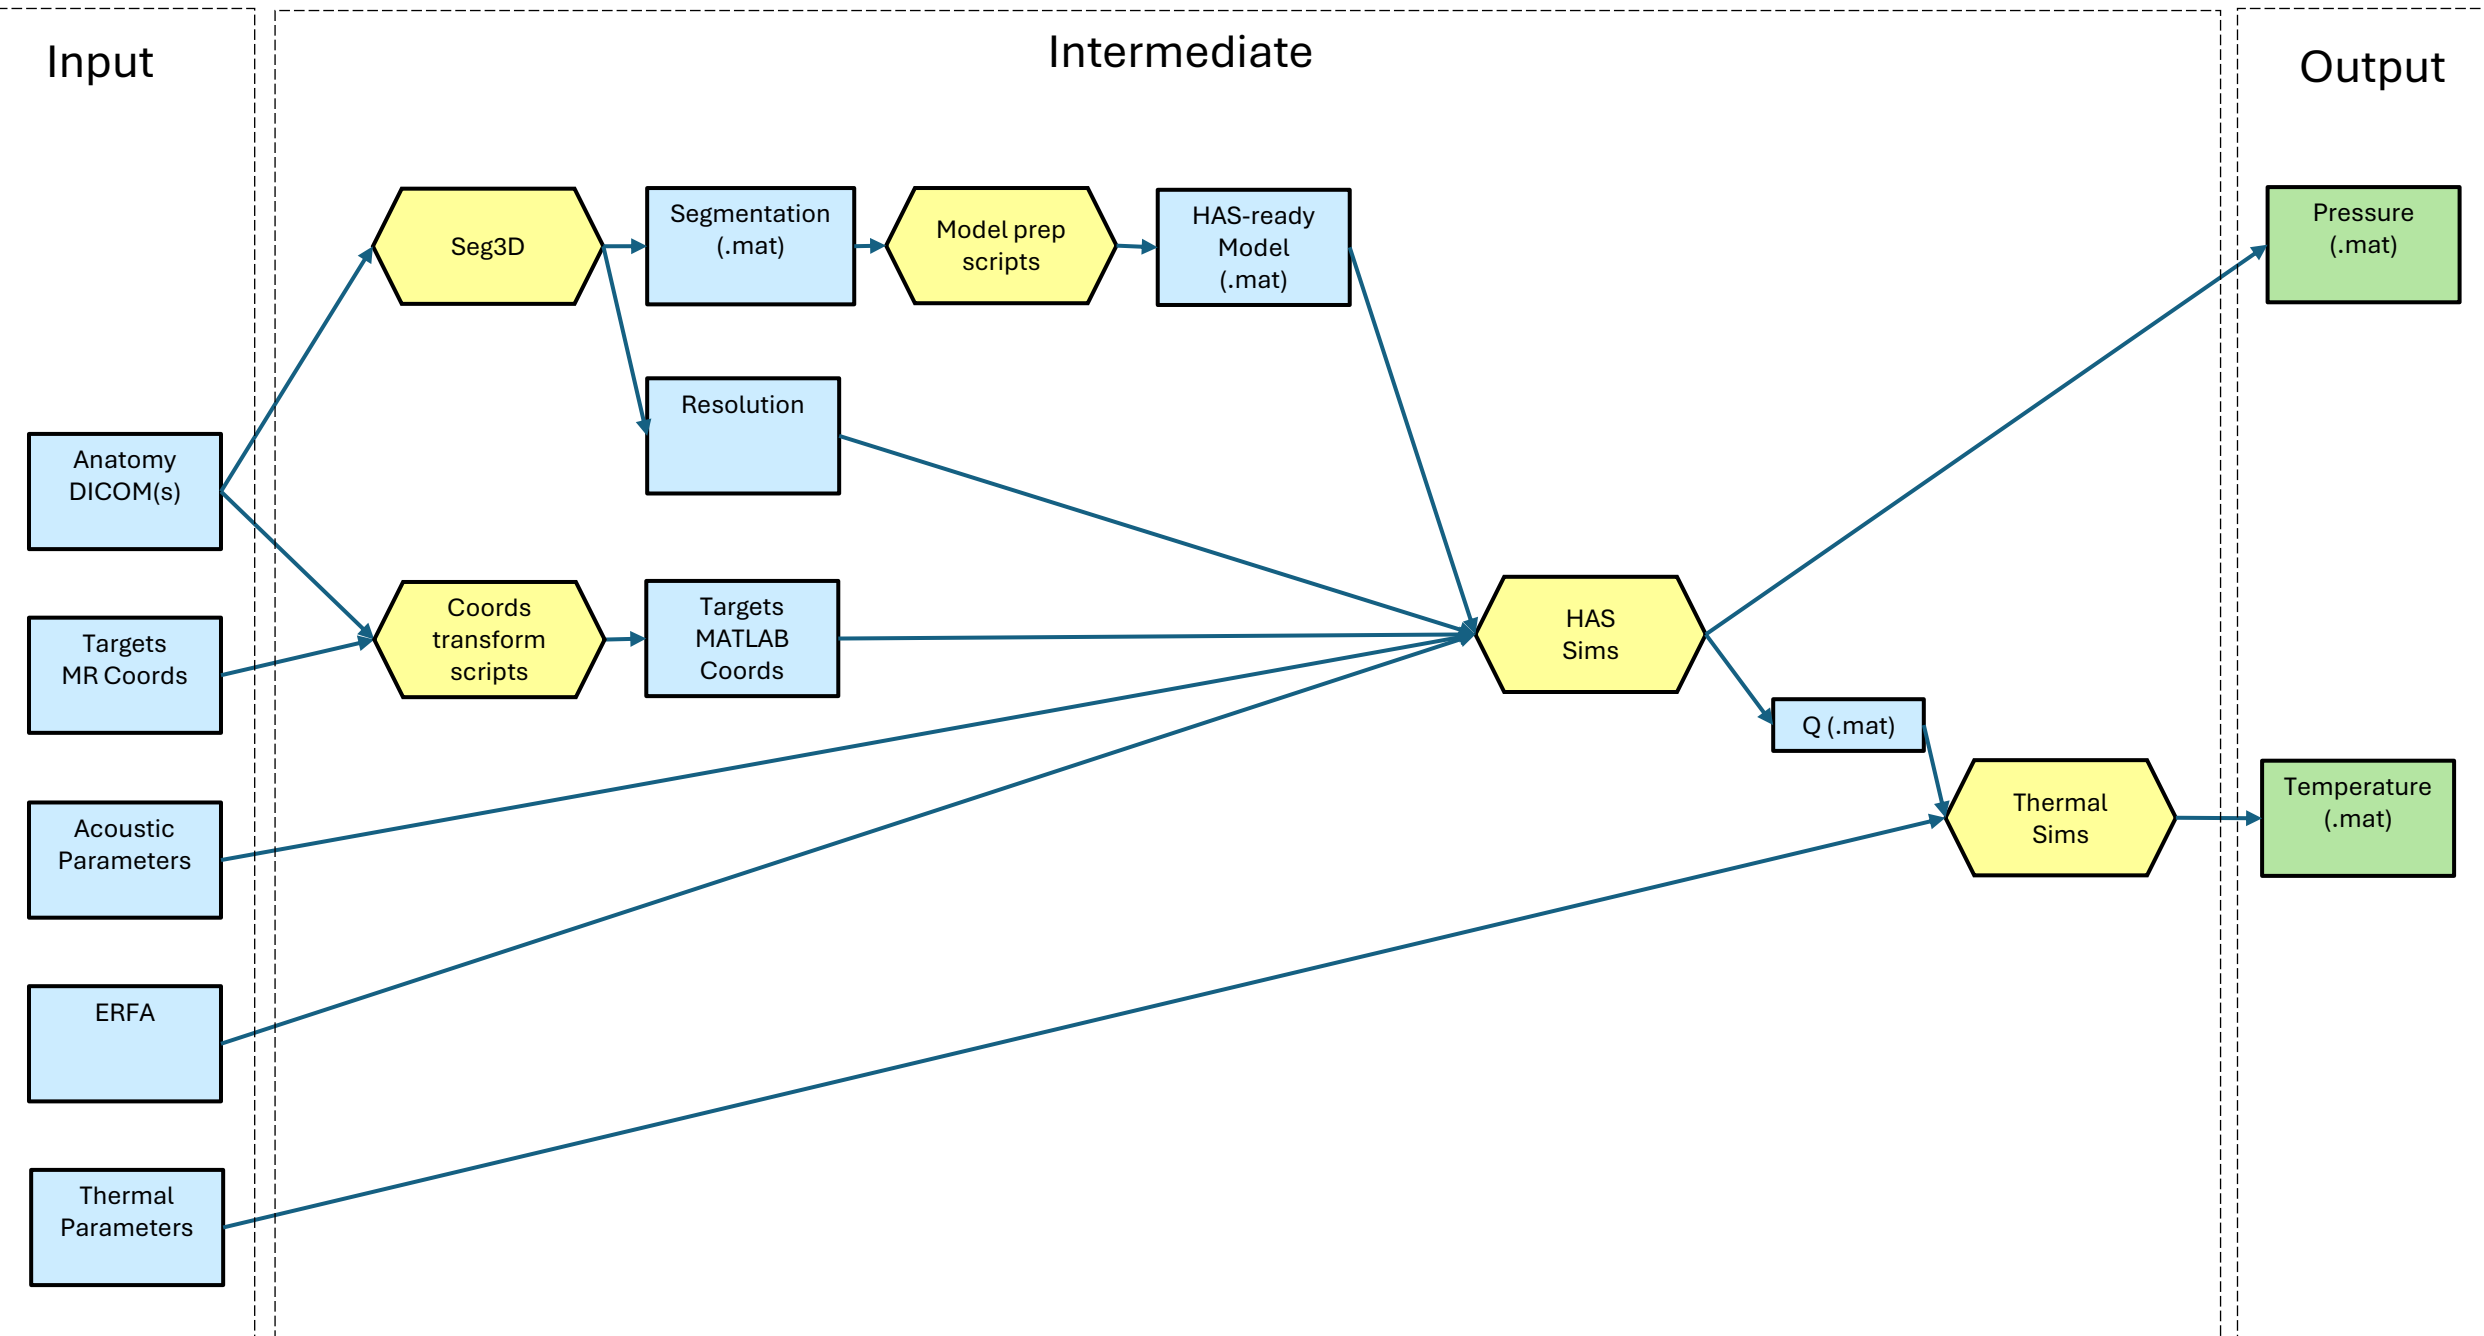 Input
Intermediate
Output
Seg3D
Segmentation
(.mat)
Model prep
scripts
HAS-ready
Model
(.mat)
Pressure
(.mat)
Resolution
Anatomy
DICOM(s)
Targets
MR Coords
Coords
transform
scripts
Targets
MATLAB
Coords
HAS
Sims
Q (.mat)
Thermal
Sims
Temperature
(.mat)
Acoustic
Parameters
ERFA
Thermal
Parameters